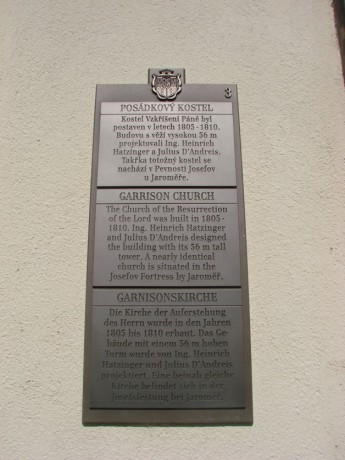 3
POSÁDKOVÝ KOSTEL
Kostel Vzkříšení Páně byl
postaven v letech 1805-1810.
Budovu s věží vysokou 56 m
projektovali Ing. Heinrich
Hatzinger a Julius D'Andreis.
Takřka totožný kostel se
nachází v Pevnosti Josefov
u Jaroměře.
GARRISON CHURCH
The Church of the Resurrection
of the Lord was built in 1805-
1810. Ing. Heinrich Hatzinger
and Julius D'Andreis designed
the building with its 56 m tall
tower. A nearly identical
church is situated in the
Josefov Fortress by Jaroměř.
GARNISONSKIRCHE
Die Kirche der Auferstehung
des Herrn wurde in den Jahren
1805 bis 1810 erbaut. Das Ge-
bäude mit einem 56 m hohen
Turm wurde von Ing. Heinrich
Hatzinger und Julius D'Andreis
projektiert. Eine beinah gleiche
Kirche befindet sich in der
Josefsfestung bei Jaroměř.